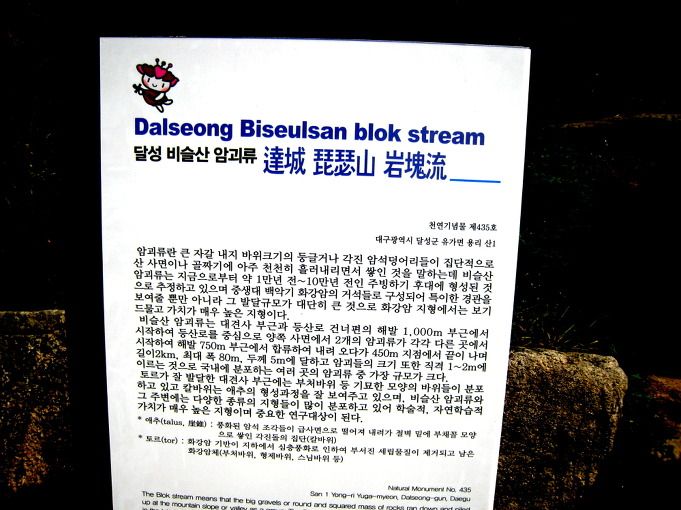 Dalseong Biseulsan blok stream
달성 비슬산 암괴류 達城 琵瑟山 岩塊流
천연기념물 제435호
대구광역시 달성군 유가면 용리 산1
암괴류란 큰 자갈 내지 바위크기의 둥글거나 각진 암석덩어리들이 집단적으로
산 사면이나 골짜기에 아주 천천히 흘러내리면서 쌓인 것을 말하는데 비슬산
암괴류는 지금으로부터 약 1만년 전~10만년 전인 주빙하기 후대에 형성된 것
으로 추정하고 있으며 중생대 백악기 화강암의 거석들로 구성되어 특이한 경관을
보여줄 뿐만 아니라 그 발달규모가 대단히 큰 것으로 화강암 지형에서는 보기
드물고 가치가 매우 높은 지형이다.
비슬산 암괴류는 대견사 부근과 등산로 건너편의 해발 1,000m 부근에서
시작하여 등산로를 중심으로 양쪽 사면에서 2개의 암괴류가 각각 다른 곳에서
시작하여 해발 750m 부근에서 합류하여 내려 오다가 450m 지점에서 끝이 나며
길이2km, 최대 폭 80m, 두께 5m에 달하고 암괴들의 크기 또한 직격 1~2m에
이르는 것으로 국내에 분포하는 여러 곳의 암괴류 중 가장 규모가 크다.
토르가 잘 발달한 대견사 부근에는 부처바위 등 기묘한 모양의 바위들이 분포
하고 있고 칼바위는 애추의 형성과정을 잘 보여주고 있으며, 비슬산 암괴류와
그 주변에는 다양한 종류의 지형들이 많이 분포하고 있어 학술적, 자연학습적
가치가 매우 높은 지형이며 중요한 연구대상이 된다.
* 애추(talus, 崖錐) : 풍화된 암석 조각들이 급사면으로 떨어져 내려가 절벽 밑에 부채꼴 모양
으로 쌓인 각진돌의 집단(칼바위)
* 토르(tor) : 화강암 기반이 지하에서 심층풍화로 인하여 부서진 세립물질이 제거되고 남은
화강암체(부처바위, 형제바위, 스님바위 등)
Natural Monument No. 435
San 1 Yong-ri Yuga-myeon, Dalseong-gun, Daegu
The Blok stream means that the big gravels or round and squared mass of rocks ran down and piled